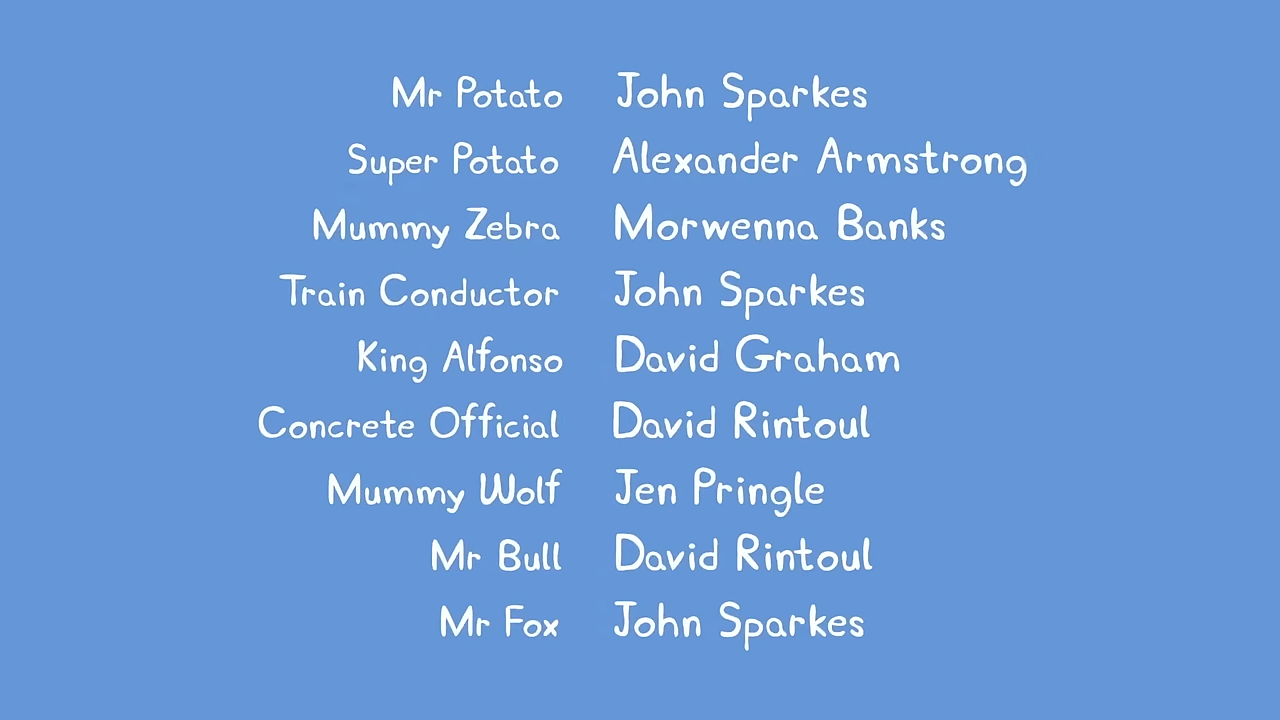 Mr Potato John Sparkes
Super Potato Alexander Armstrong
Mummy Zebra Morwenna Banks
Train Conductor John Sparkes
King Alfonso David Graham
Concrete Official David Rintoul
Mummy Wolf Jen Pringle
Mr Bull David Rintoul
Mr Fox John Sparkes